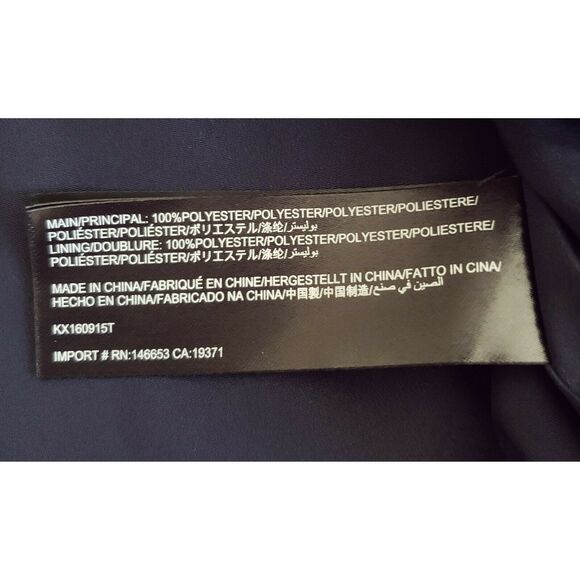 MAIN/PRINCIPAL: 100%POLYESTER/POLYESTER/POLYESTER/POLIESTERE/
POLIÉSTER/POLIÉSTER/ポリエステル/涤纶/بوليستر/
LINING/DOUBLURE: 100%POLYESTER/POLYESTER/POLYESTER/POLIESTERE/
POLIÉSTER/POLIÉSTER/ポリエステル/涤纶/بوليستر/
MADE IN CHINA/FABRIQUÉ EN CHINE/HERGESTELLT IN CHINA/FATTO IN CINA/
HECHO EN CHINA/FABRICADO NA CHINA/中国製/中国制造/الصين في صنع/
KX160915T
IMPORT # RN:146653 CA:19371